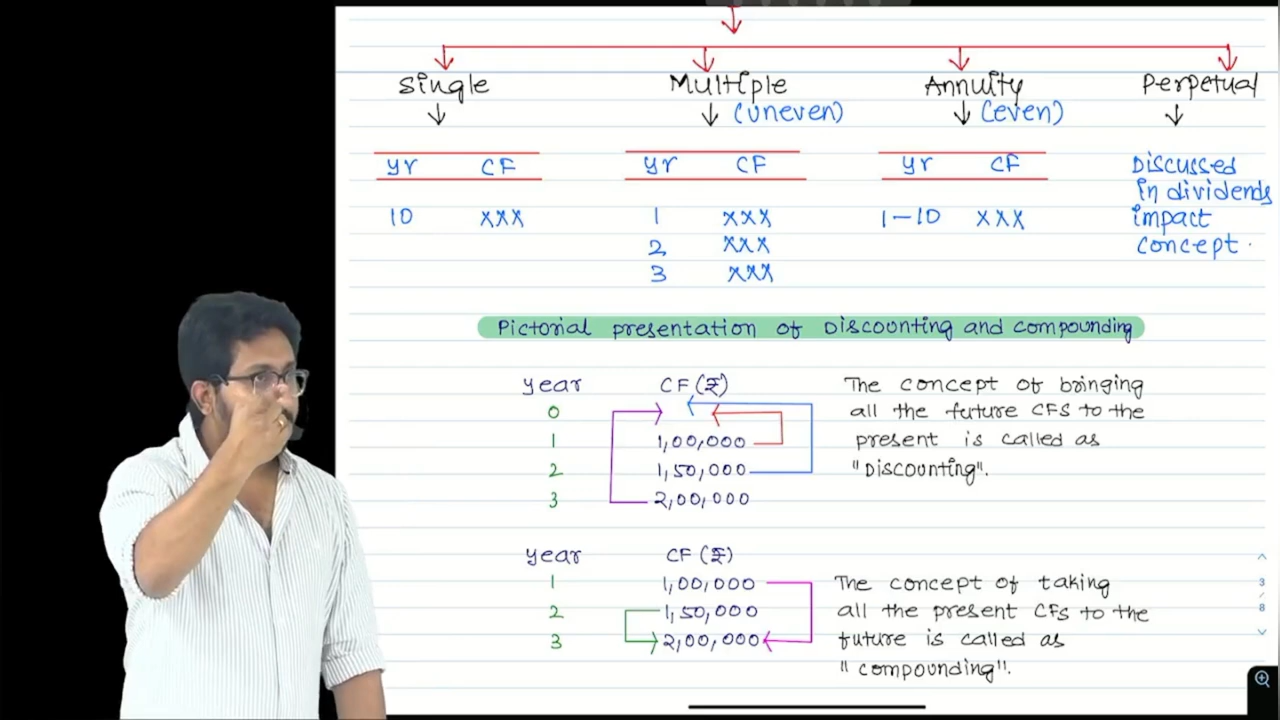 Single Multiple Annuity Perpetual
(uneven) (even)
yr CF yr CF yr CF Discussed
in dividends
10 xxx 1 xxx 1-10 xxx impact
2 xxx concept.
3 xxx
Pictorial presentation of Discounting and compounding
year CF (₹) The concept of bringing
0 all the future CFS to the
1 1,00,000 present is called as
2 1,50,000 "Discounting".
3 2,00,000
year CF (₹)
1 1,00,000 The concept of taking
2 1,50,000 all the present CFs to the
3 2,00,000 future is called as
"compounding".
3
/
8